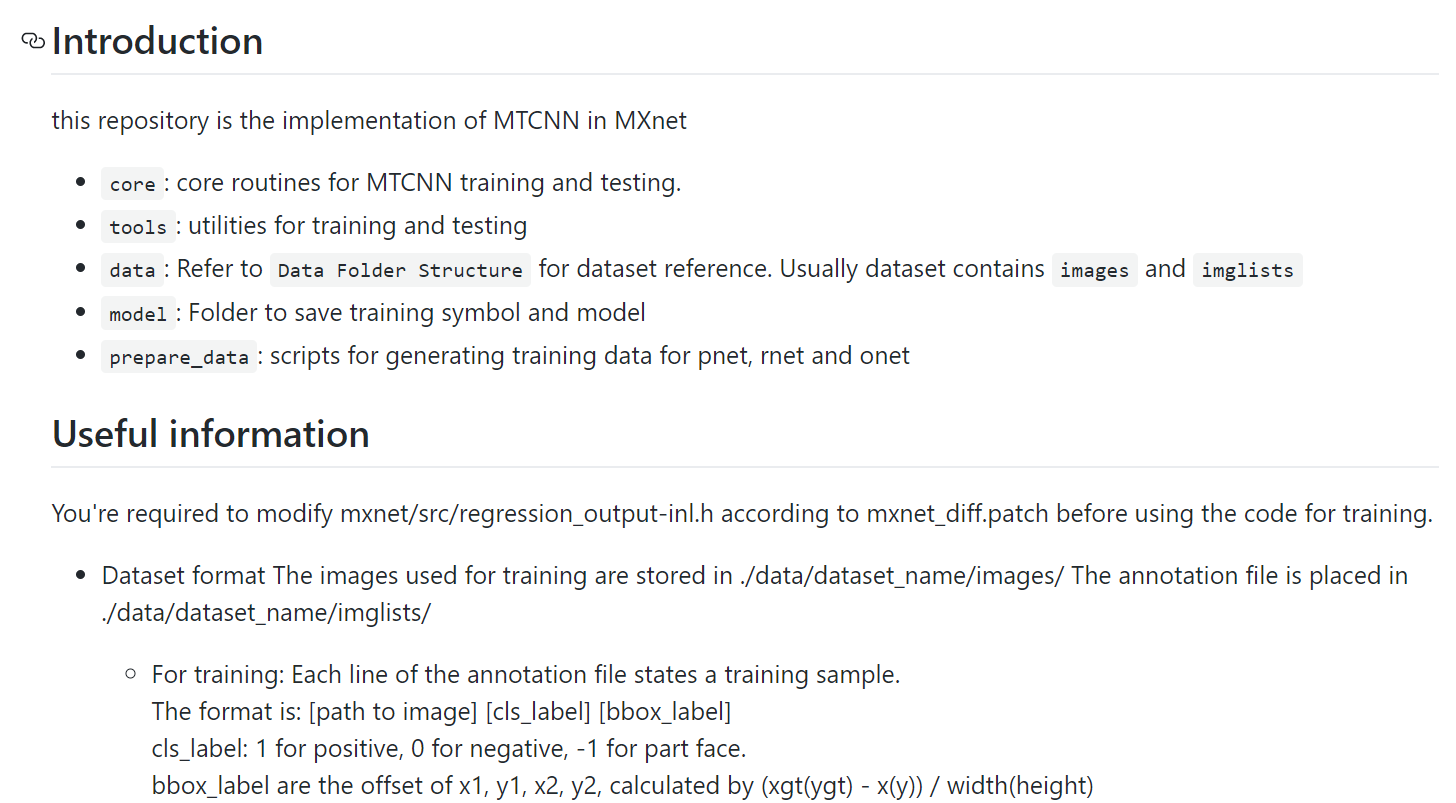 Introduction
this repository is the implementation of MTCNN in MXnet
core: core routines for MTCNN training and testing.
tools: utilities for training and testing
data: Refer to Data Folder Structure for dataset reference. Usually dataset contains images and imglists
model: Folder to save training symbol and model
prepare_data: scripts for generating training data for pnet, rnet and onet
Useful information
You're required to modify mxnet/src/regression_output-inl.h according to mxnet_diff.patch before using the code for training.
Dataset format The images used for training are stored in ./data/dataset_name/images/ The annotation file is placed in
./data/dataset_name/imglists/
For training: Each line of the annotation file states a training sample.
The format is: [path to image] [cls_label] [bbox_label]
cls_label: 1 for positive, 0 for negative, -1 for part face.
bbox_label are the offset of x1, y1, x2, y2, calculated by (xgt(ygt) - x(y)) / width(height)